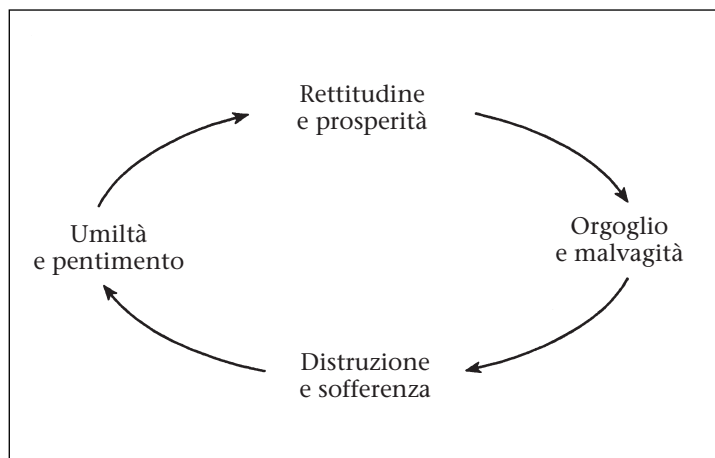 Rettitudine
e prosperità
Orgoglio
e malvagità
Distruzione
e sofferenza
Umiltà
e pentimento